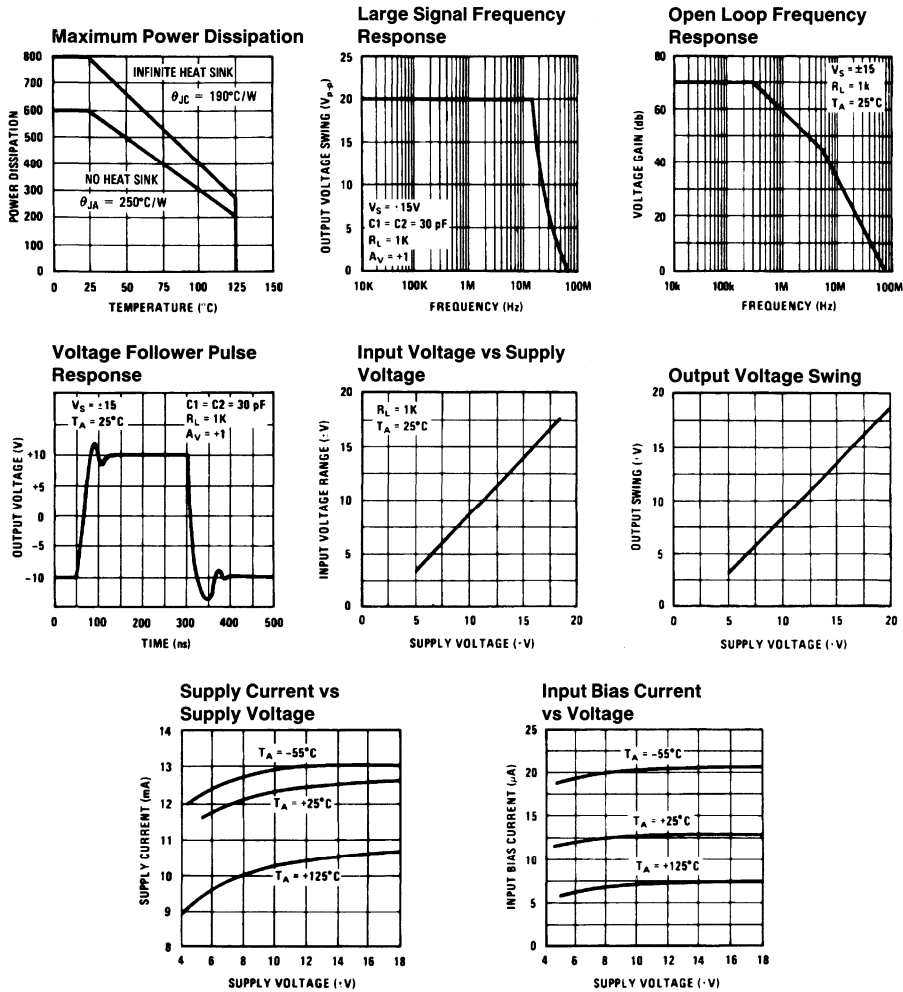 Maximum Power Dissipation
800
700
600
500
400
300
200
100
0
POWER DISSIPATION
INFINITE HEAT SINK
θJC = 190°C/W
NO HEAT SINK
θJA = 250°C/W
0 25 50 75 100 125 150
TEMPERATURE (°C)
Large Signal Frequency
Response
25
20
15
10
5
0
OUTPUT VOLTAGE SWING (Vp-p)
VS = ·15V
C1 = C2 = 30 pF
RL = 1K
AV = +1
10K 100K 1M 10M 100M
FREQUENCY (Hz)
Open Loop Frequency
Response
80
60
40
20
0
VOLTAGE GAIN (db)
VS = ±15
RL = 1k
TA = 25°C
10k 100k 1M 10M 100M
FREQUENCY (Hz)
Voltage Follower Pulse
Response
+10
+5
0
−5
−10
OUTPUT VOLTAGE (V)
VS = ±15
TA = 25°C
C1 = C2 = 30 pF
RL = 1K
AV = +1
0 100 200 300 400 500
TIME (ns)
Input Voltage vs Supply
Voltage
20
15
10
5
0
INPUT VOLTAGE RANGE (·V)
RL = 1K
TA = 25°C
0 5 10 15 20
SUPPLY VOLTAGE (·V)
Output Voltage Swing
20
15
10
5
0
OUTPUT SWING (·V)
0 5 10 15 20
SUPPLY VOLTAGE (·V)
Supply Current vs
Supply Voltage
14
13
12
11
10
9
8
SUPPLY CURRENT (mA)
TA = −55°C
TA = +25°C
TA = +125°C
4 6 8 10 12 14 16 18
SUPPLY VOLTAGE (·V)
Input Bias Current
vs Voltage
25
20
15
10
5
0
INPUT BIAS CURRENT (μA)
TA = −55°C
TA = +25°C
TA = +125°C
4 6 8 10 12 14 16 18
SUPPLY VOLTAGE (·V)